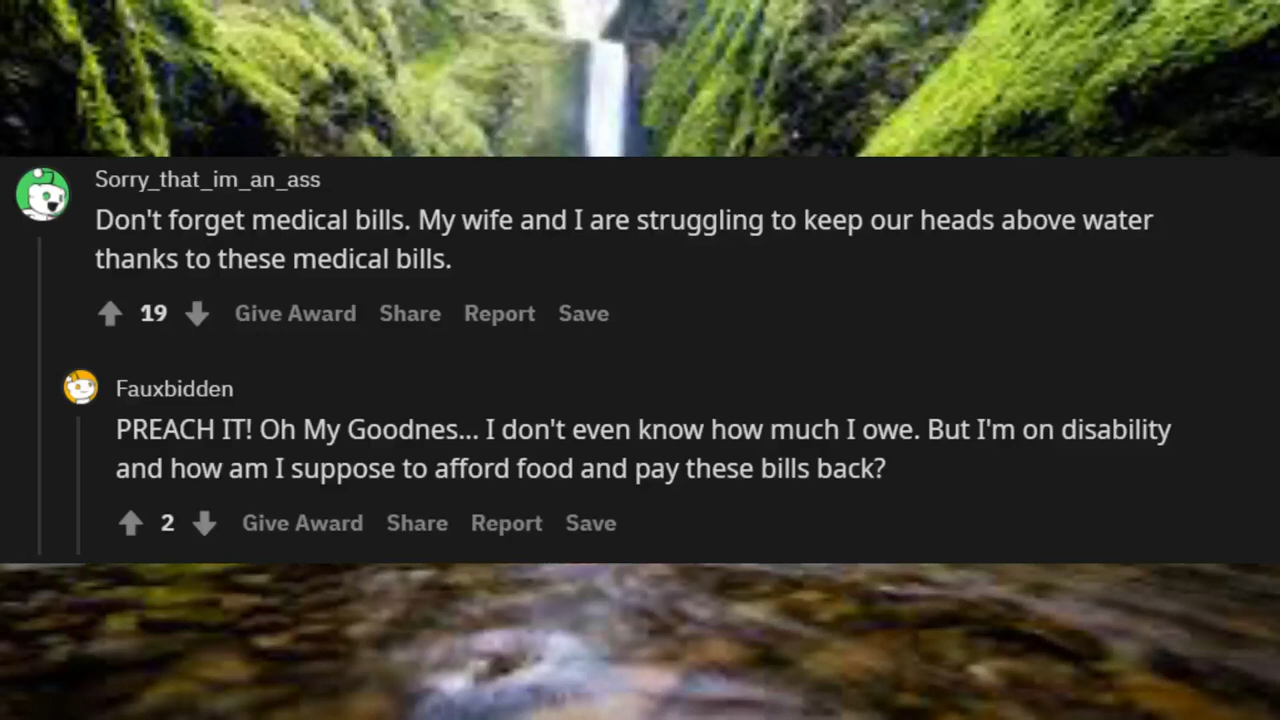 Sorry_that_im_an_ass
Don't forget medical bills. My wife and I are struggling to keep our heads above water
thanks to these medical bills.
19 Give Award Share Report Save
Fauxbidden
PREACH IT! Oh My Goodnes... I don't even know how much I owe. But I'm on disability
and how am I suppose to afford food and pay these bills back?
2 Give Award Share Report Save